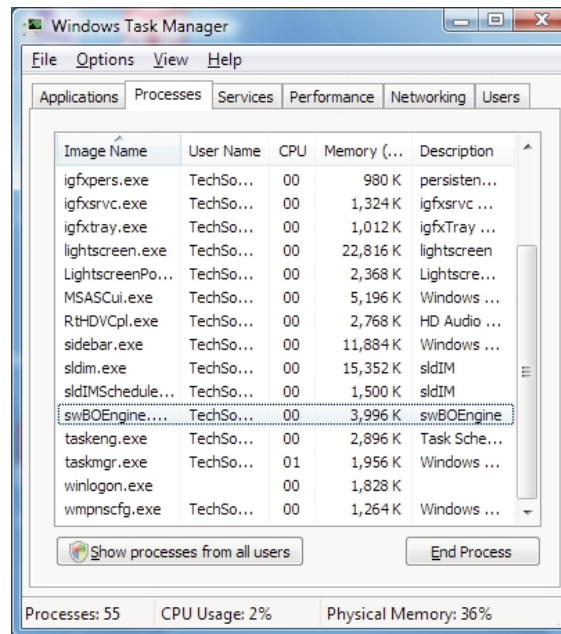 Windows Task Manager
File Options View Help
Applications Processes Services Performance Networking Users
Image Name User Name CPU Memory (... Description
igfxpers.exe TechSo... 00 980 K persisten...
igfxsrvc.exe TechSo... 00 1,324 K igfxsrvc ...
igfxtray.exe TechSo... 00 1,012 K igfxTray ...
lightscreen.exe TechSo... 00 22,816 K lightscreen
LightscreenPo... TechSo... 00 2,368 K Lightscre...
MSASCui.exe TechSo... 00 5,196 K Windows ...
RtHDVCpl.exe TechSo... 00 2,768 K HD Audio ...
sidebar.exe TechSo... 00 11,884 K Windows ...
sldim.exe TechSo... 00 15,352 K sldIM
sldIMSchedule... TechSo... 00 1,500 K sldIM
swBOEngine.... TechSo... 00 3,996 K swBOEngine
taskeng.exe TechSo... 00 2,896 K Task Sche...
taskmgr.exe TechSo... 01 1,956 K Windows ...
winlogon.exe 00 1,828 K
wmpnscfg.exe TechSo... 00 1,264 K Windows ...
Show processes from all users End Process
Processes: 55 CPU Usage: 2% Physical Memory: 36%